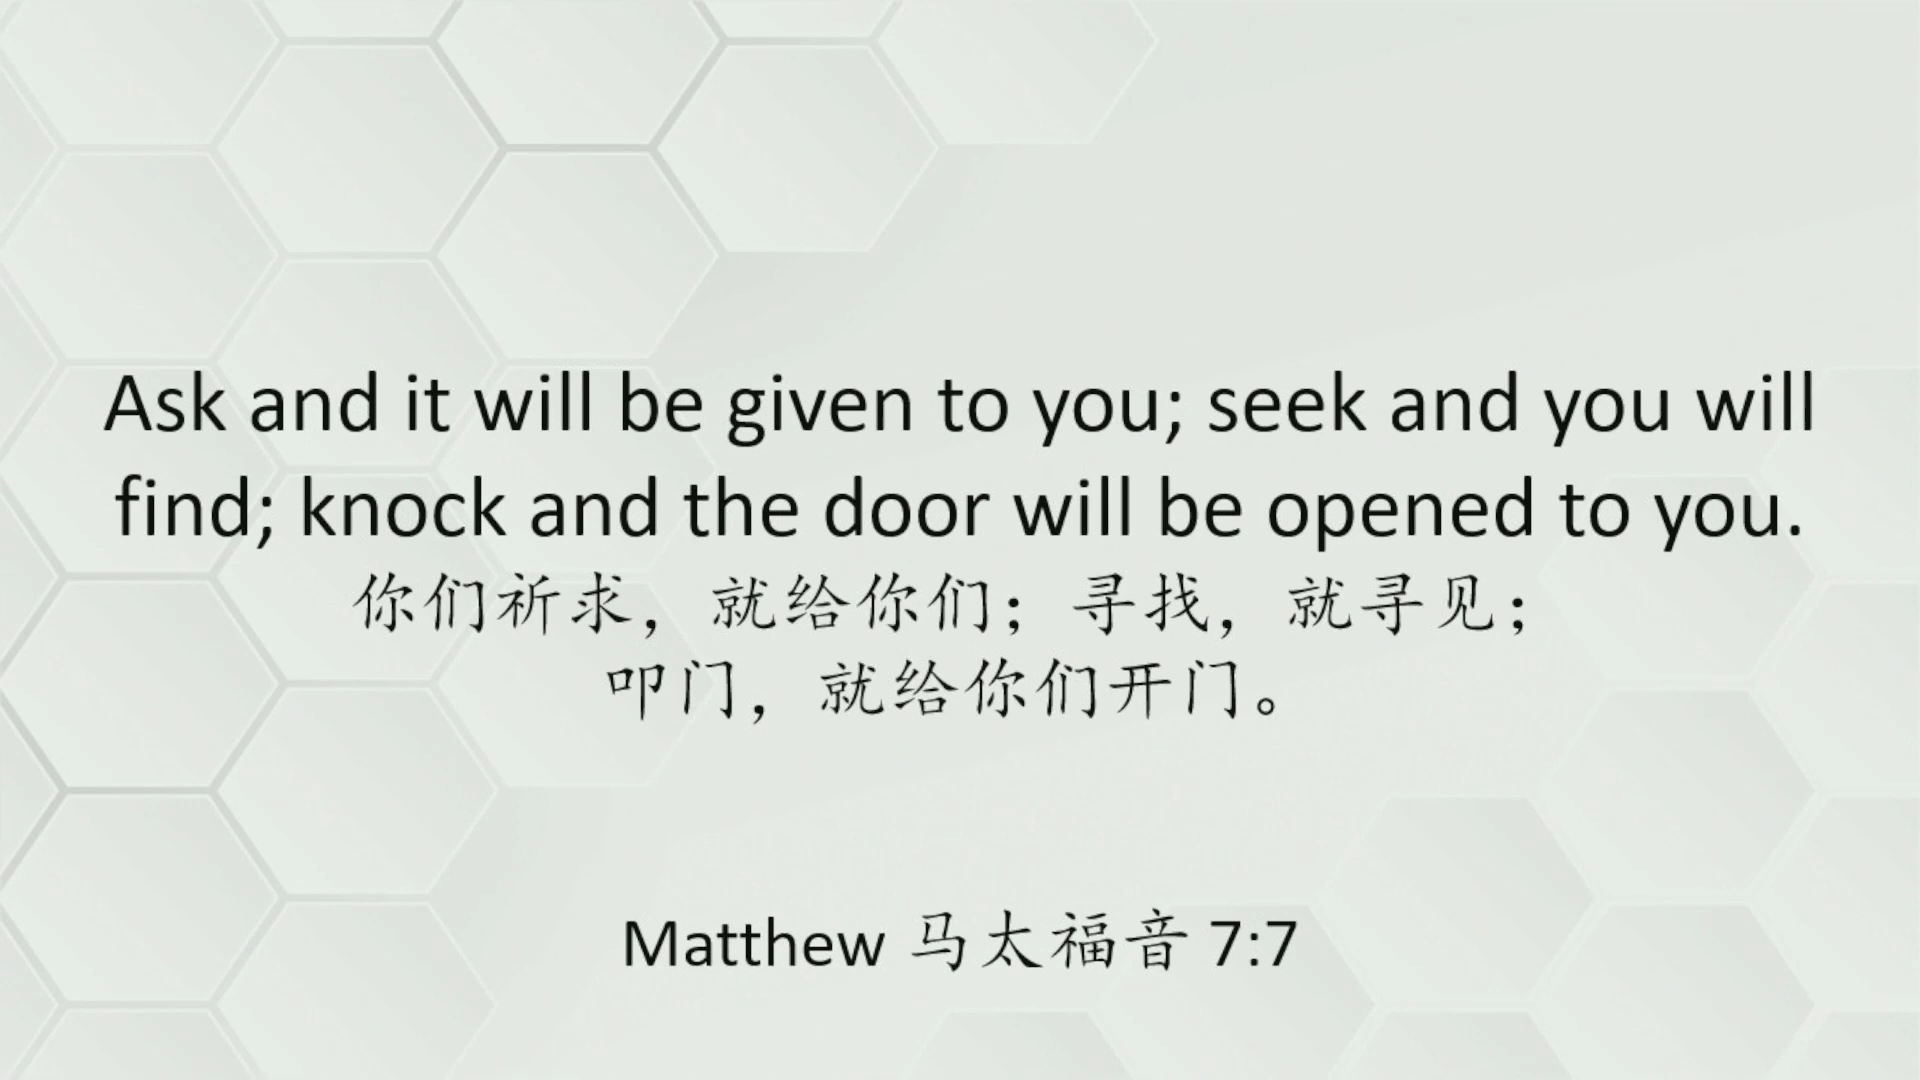 Ask and it will be given to you; seek and you will
find; knock and the door will be opened to you.
你们祈求，就给你们；寻找，就寻见；
叩门，就给你们开门。
Matthew 马太福音 7:7